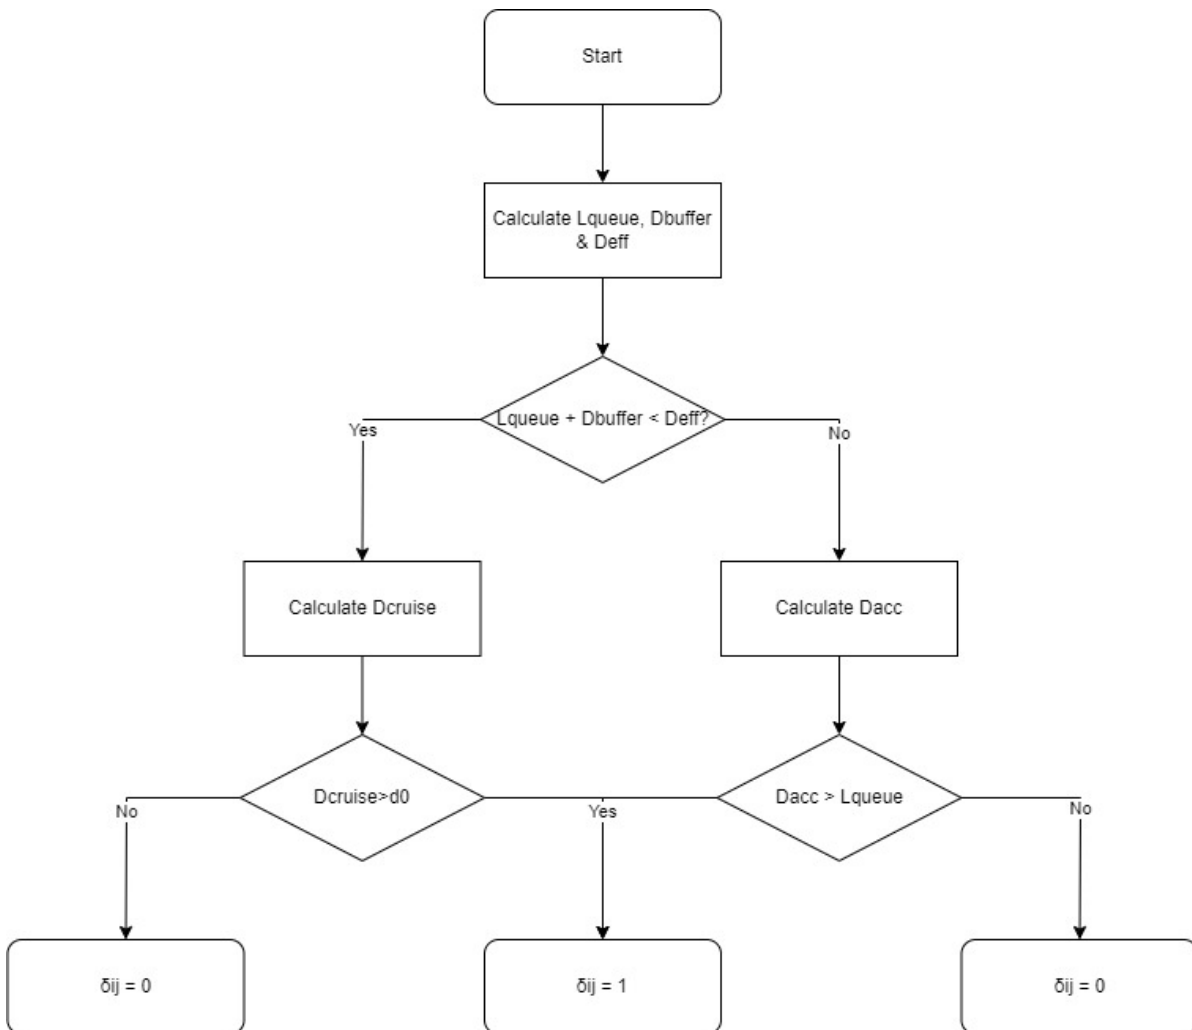 Start
Calculate Lqueue, Dbuffer
& Deff
Lqueue + Dbuffer < Deff?
Yes
No
Calculate Dcruise
Calculate Dacc
Dcruise>d0
Dacc > Lqueue
No
Yes
No
δij = 0
δij = 1
δij = 0